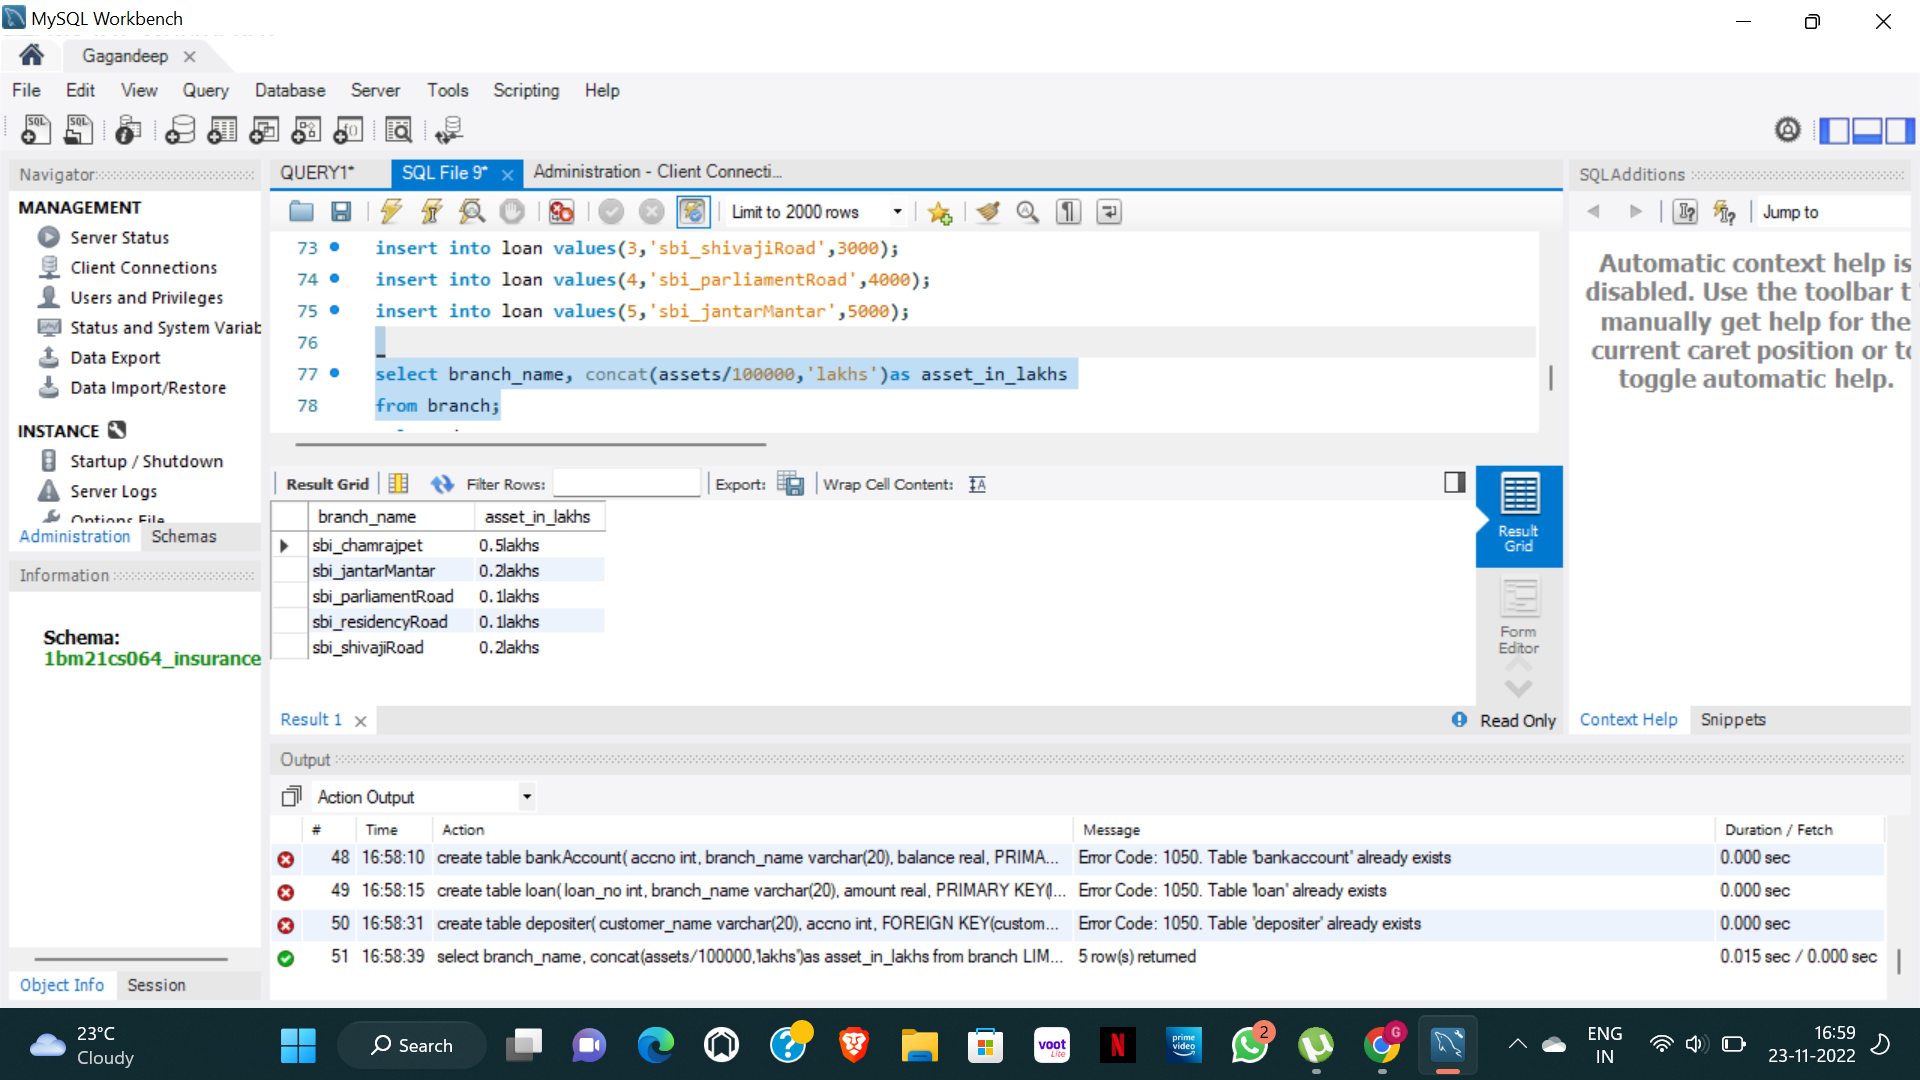 MySQL Workbench
Gagandeep
File Edit View Query Database Server Tools Scripting Help
Navigator
MANAGEMENT
Server Status
Client Connections
Users and Privileges
Status and System Variab
Data Export
Data Import/Restore
INSTANCE
Startup / Shutdown
Server Logs
Options File
Administration Schemas
Information
Schema:
1bm21cs064_insurance
Object Info Session
QUERY1* SQL File 9* Administration - Client Connecti...
Limit to 2000 rows
73 insert into loan values(3,'sbi_shivajiRoad',3000);
74 insert into loan values(4,'sbi_parliamentRoad',4000);
75 insert into loan values(5,'sbi_jantarMantar',5000);
76
77 select branch_name, concat(assets/100000,'lakhs')as asset_in_lakhs
78 from branch;
Result Grid Filter Rows: Export: Wrap Cell Content:
branch_name asset_in_lakhs
sbi_chamrajpet 0.5lakhs
sbi_jantarMantar 0.2lakhs
sbi_parliamentRoad 0.1lakhs
sbi_residencyRoad 0.1lakhs
sbi_shivajiRoad 0.2lakhs
Result
Grid
Form
Editor
Result 1
Read Only
SQLAdditions
Jump to
Automatic context help is
disabled. Use the toolbar t
manually get help for the
current caret position or to
toggle automatic help.
Context Help Snippets
Output
Action Output
# Time Action Message Duration / Fetch
48 16:58:10 create table bankAccount( accno int, branch_name varchar(20), balance real, PRIMA... Error Code: 1050. Table 'bankaccount' already exists 0.000 sec
49 16:58:15 create table loan( loan_no int, branch_name varchar(20), amount real, PRIMARY KEY(l... Error Code: 1050. Table 'loan' already exists 0.000 sec
50 16:58:31 create table depositer( customer_name varchar(20), accno int, FOREIGN KEY(custom... Error Code: 1050. Table 'depositer' already exists 0.000 sec
51 16:58:39 select branch_name, concat(assets/100000,'lakhs')as asset_in_lakhs from branch LIM... 5 row(s) returned 0.015 sec / 0.000 sec
23°C
Cloudy
Search
voot
Lite
prime
video
2
G
ENG
IN
16:59
23-11-2022